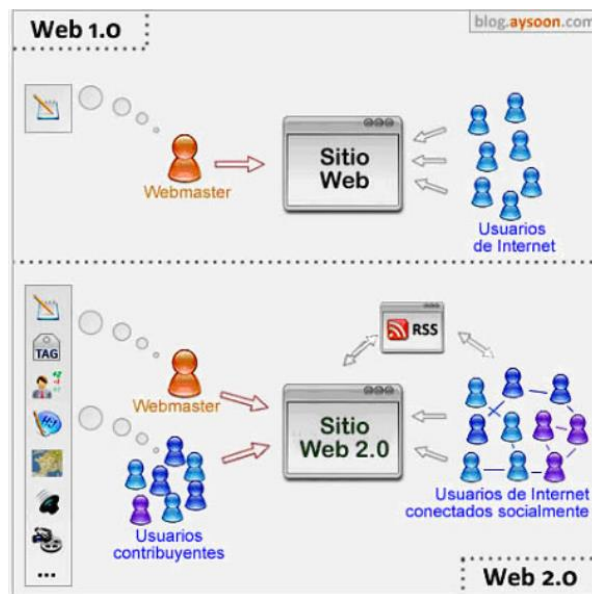 Web 1.0
blog.aysoon.com
Webmaster
Sitio
Web
Usuarios
de Internet
TAG
RSS
Webmaster
Sitio
Web 2.0
Usuarios
contribuyentes
Usuarios de Internet
conectados socialmente
...
Web 2.0